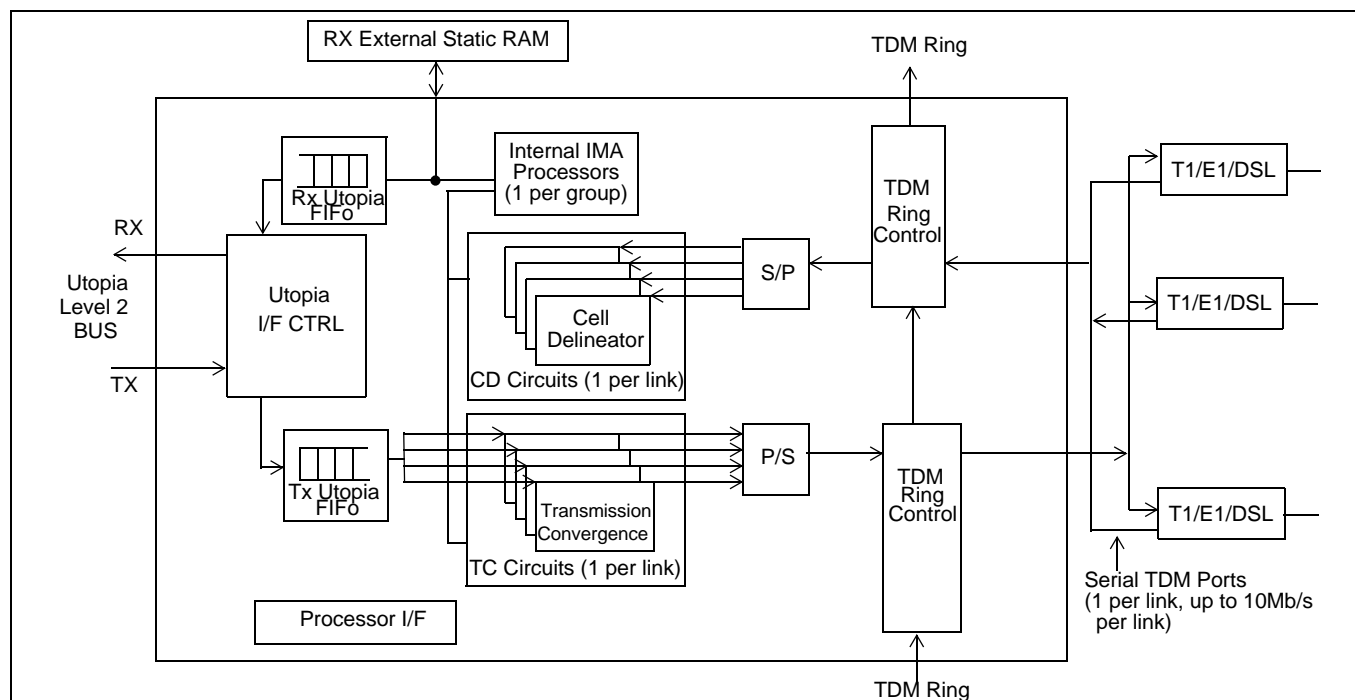 RX External Static RAM
TDM Ring
Internal IMA
Processors
(1 per group)
Rx Utopia
FIFo
TDM
Ring
Control
T1/E1/DSL
RX
Utopia
Level 2
BUS
TX
Utopia
I/F CTRL
S/P
Cell
Delineator
CD Circuits (1 per link)
T1/E1/DSL
Tx Utopia
FIFo
P/S
Transmission
Convergence
TC Circuits (1 per link)
TDM
Ring
Control
T1/E1/DSL
Serial TDM Ports
(1 per link, up to 10Mb/s
per link)
Processor I/F
TDM Ring